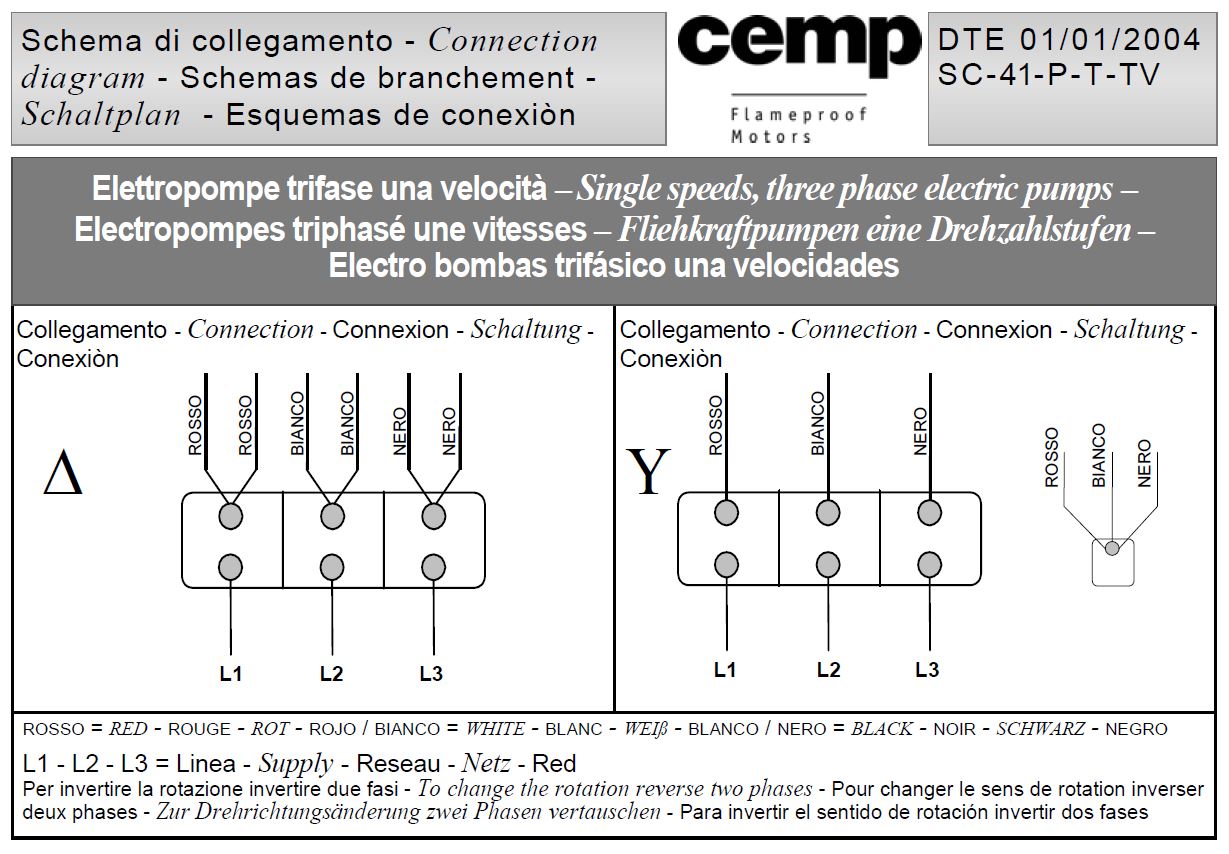 Schema di collegamento - Connection
diagram - Schemas de branchement -
Schaltplan - Esquemas de conexiòn
cemp
Flameproof
Motors
DTE 01/01/2004
SC-41-P-T-TV
Elettropompe trifase una velocità – Single speeds, three phase electric pumps –
Electropompes triphasé une vitesses – Fliehkraftpumpen eine Drehzahlstufen –
Electro bombas trifásico una velocidades
Collegamento - Connection - Connexion - Schaltung -
Conexiòn
ROSSO
ROSSO
BIANCO
BIANCO
NERO
NERO
Δ
L1
L2
L3
Collegamento - Connection - Connexion - Schaltung -
Conexiòn
ROSSO
BIANCO
NERO
Y
L1
L2
L3
ROSSO
BIANCO
NERO
ROSSO = RED - ROUGE - ROT - ROJO / BIANCO = WHITE - BLANC - WEIß - BLANCO / NERO = BLACK - NOIR - SCHWARZ - NEGRO
L1 - L2 - L3 = Linea - Supply - Reseau - Netz - Red
Per invertire la rotazione invertire due fasi - To change the rotation reverse two phases - Pour changer le sens de rotation inverser
deux phases - Zur Drehrichtungsänderung zwei Phasen vertauschen - Para invertir el sentido de rotación invertir dos fases